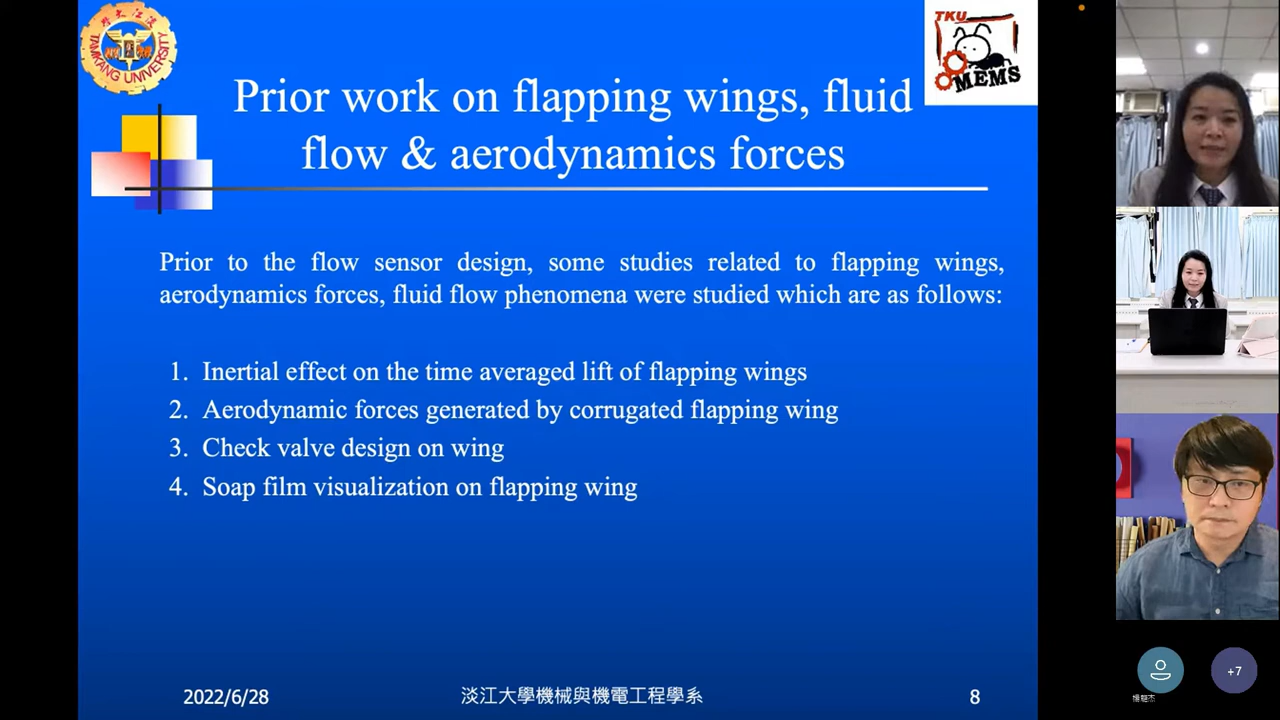 TAMKANG UNIVERSITY
TKU
MEMS
Prior work on flapping wings, fluid
flow & aerodynamics forces
Prior to the flow sensor design, some studies related to flapping wings,
aerodynamics forces, fluid flow phenomena were studied which are as follows:
1. Inertial effect on the time averaged lift of flapping wings
2. Aerodynamic forces generated by corrugated flapping wing
3. Check valve design on wing
4. Soap film visualization on flapping wing
2022/6/28
淡江大學機械與機電工程學系
8
+7